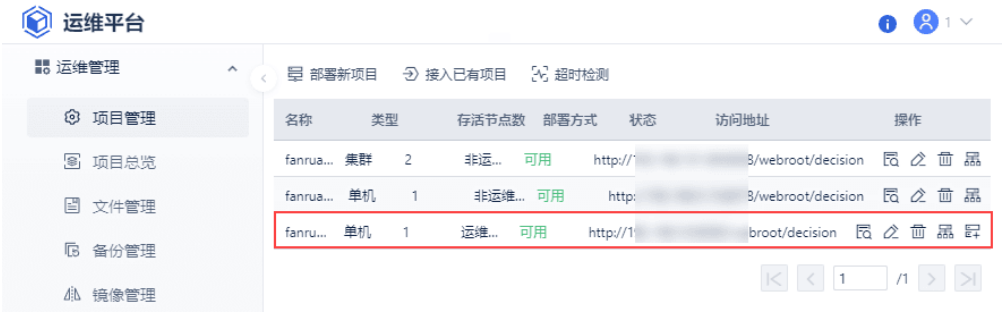 运维平台
1
运维管理
部署新项目 接入已有项目 超时检测
项目管理
名称 类型 存活节点数 部署方式 状态 访问地址 操作
项目总览
fanrua... 集群 2 非运... 可用 http:// 8/webroot/decision
文件管理
fanrua... 单机 1 非运维... 可用 http: 8/webroot/decision
备份管理
fanru... 单机 1 运维... 可用 http://1 broot/decision
镜像管理
1 /1